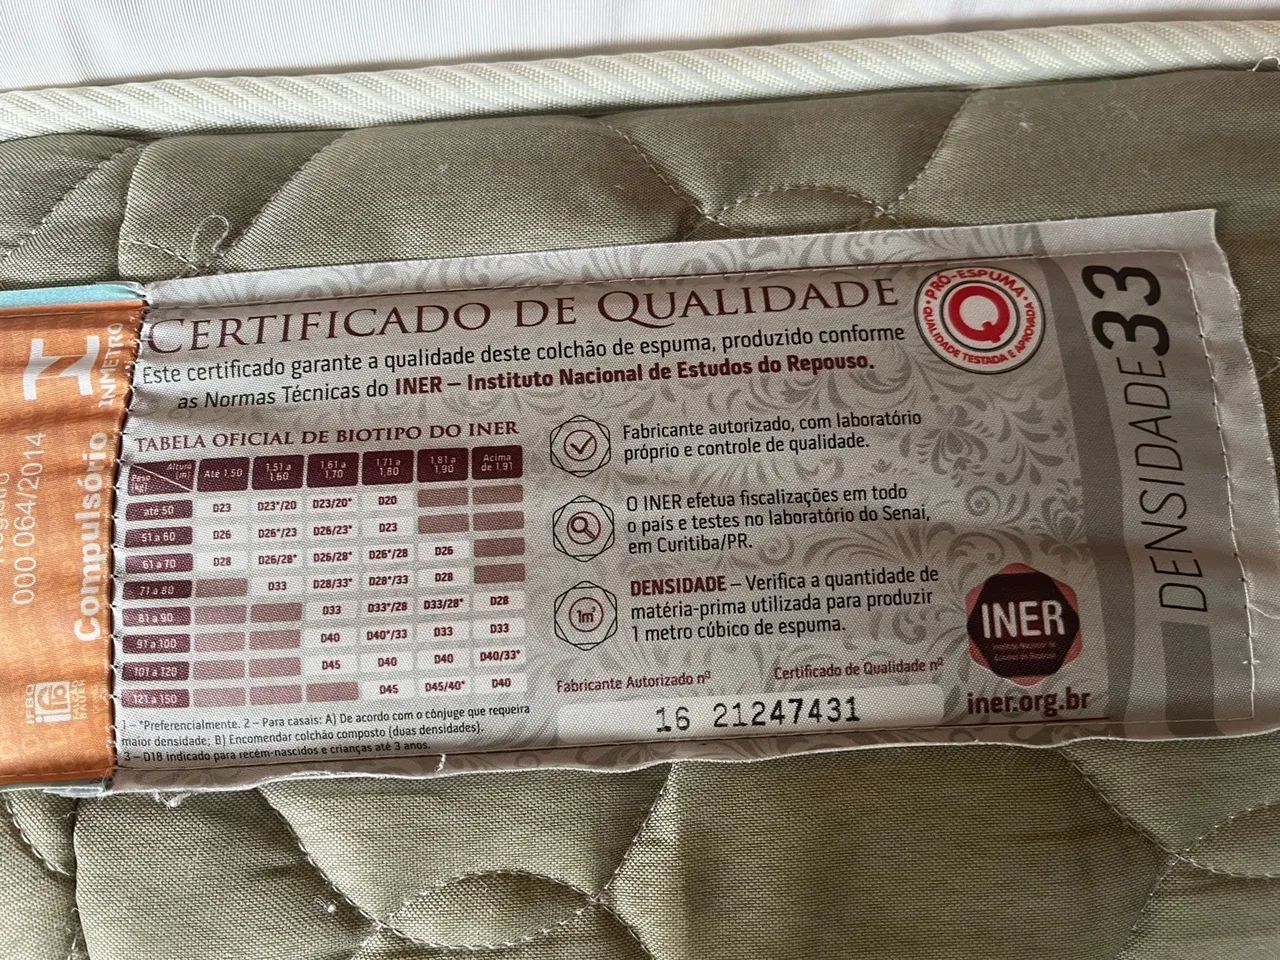 000 064/2014
Compulsório
INMETRO
IFBQ
CERTIFICADO DE QUALIDADE
Este certificado garante a qualidade deste colchão de espuma, produzido conforme
as Normas Técnicas do INER – Instituto Nacional de Estudos do Repouso.
PRÓ-ESPUMA
Q
QUALIDADE TESTADA E APROVADA
DENSIDADE 33
TABELA OFICIAL DE BIOTIPO DO INER
Peso (kg) Altura (m) Até 1,50 1,51 a 1,60 1,61 a 1,70 1,71 a 1,80 1,81 a 1,90 Acima de 1,91
até 50 D23 D23*/20 D23/20* D20
51 a 60 D26 D26*/23 D26/23* D23
61 a 70 D28 D26/28* D26/28* D26*/28 D26
71 a 80 D33 D28/33* D28*/33 D28
81 a 90 D33 D33*/28 D33/28* D28
91 a 100 D40 D40*/33 D33 D33
101 a 120 D45 D40 D40 D40/33*
121 a 150 D45 D45/40* D40
1 – *Preferencialmente. 2 – Para casais: A) De acordo com o cônjuge que requeira
maior densidade; B) Encomendar colchão composto (duas densidades).
3 – D18 indicado para recém-nascidos e crianças até 3 anos.
Fabricante autorizado, com laboratório
próprio e controle de qualidade.
O INER efetua fiscalizações em todo
o país e testes no laboratório do Senai,
em Curitiba/PR.
1m³
DENSIDADE – Verifica a quantidade de
matéria-prima utilizada para produzir
1 metro cúbico de espuma.
Fabricante Autorizado nº Certificado de Qualidade nº
16 21247431
INER
Instituto Nacional de
Estudos do Repouso
iner.org.br